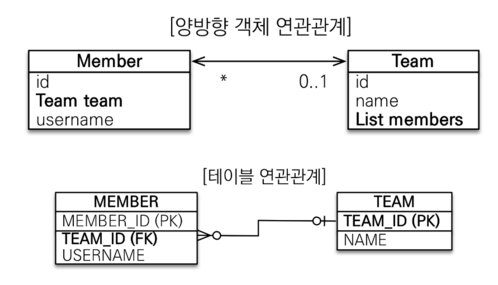 [양방향 객체 연관관계]
Member
id
Team team
username
*
0..1
Team
id
name
List members
[테이블 연관관계]
MEMBER
MEMBER_ID (PK)
TEAM_ID (FK)
USERNAME
TEAM
TEAM_ID (PK)
NAME